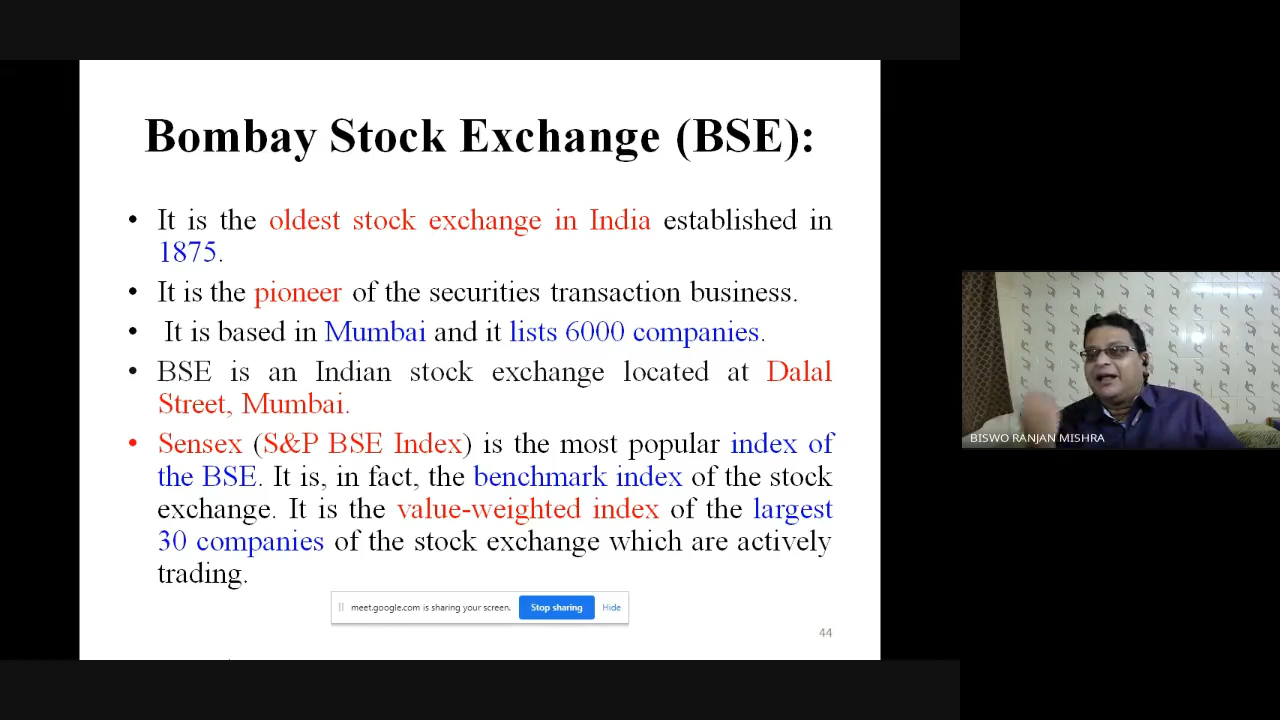 Bombay Stock Exchange (BSE):
• It is the oldest stock exchange in India established in
1875.
• It is the pioneer of the securities transaction business.
• It is based in Mumbai and it lists 6000 companies.
• BSE is an Indian stock exchange located at Dalal
Street, Mumbai.
• Sensex (S&P BSE Index) is the most popular index of
the BSE. It is, in fact, the benchmark index of the stock
exchange. It is the value-weighted index of the largest
30 companies of the stock exchange which are actively
trading.
meet.google.com is sharing your screen. Stop sharing Hide
44
BISWO RANJAN MISHRA